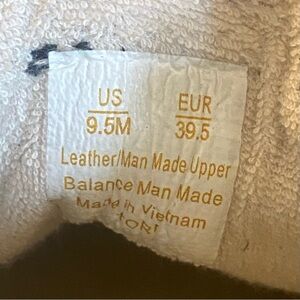 US EUR
9.5M 39.5
Leather/Man Made Upper
Balance Man Made
Made in Vietnam